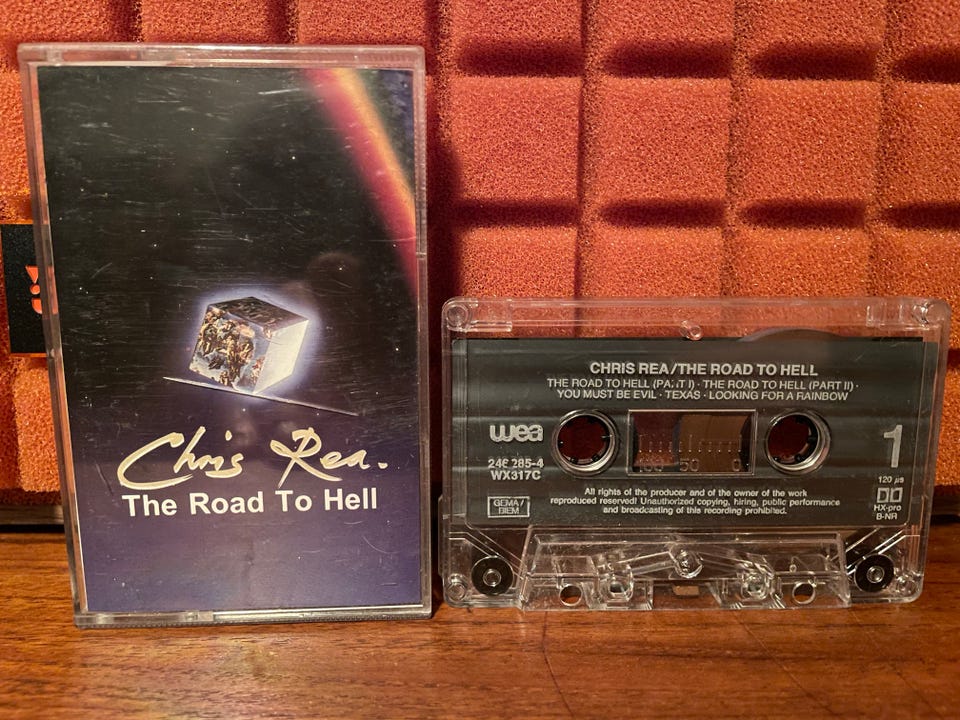 Chris Rea.
The Road To Hell
CHRIS REA/THE ROAD TO HELL
THE ROAD TO HELL (PART I) · THE ROAD TO HELL (PART II) ·
YOU MUST BE EVIL · TEXAS · LOOKING FOR A RAINBOW
wea
246 285-4
WX317C
GEMA/
BIEM
100 50 0
All rights of the producer and of the owner of the work
reproduced reserved! Unauthorized copying, hiring, public performance
and broadcasting of this recording prohibited.
1
120 µs
HX-pro
B-NR